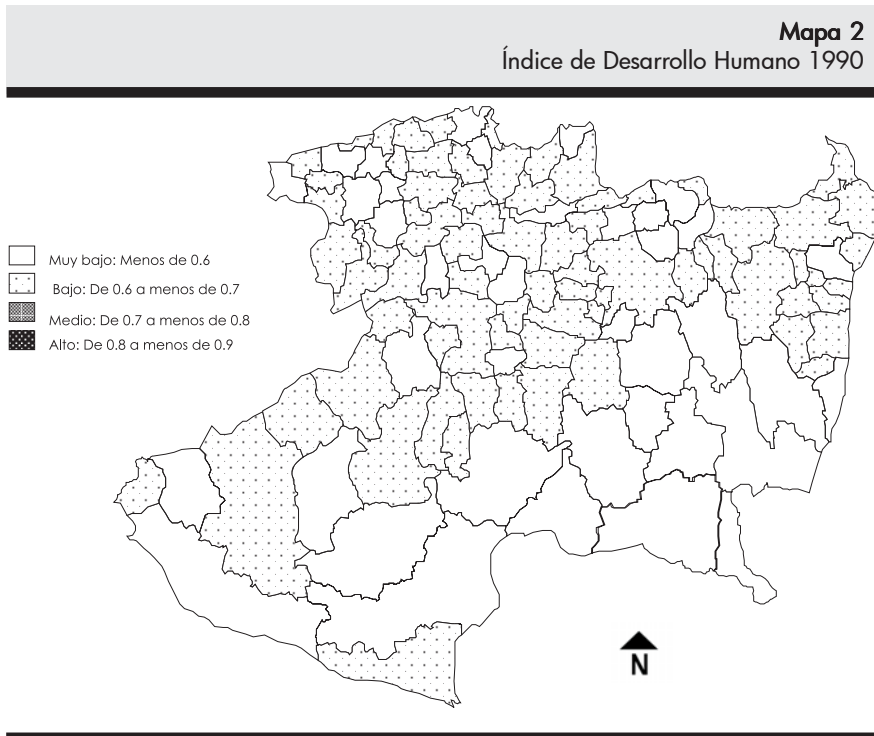 Mapa 2
Índice de Desarrollo Humano 1990
Muy bajo: Menos de 0.6
Bajo: De 0.6 a menos de 0.7
Medio: De 0.7 a menos de 0.8
Alto: De 0.8 a menos de 0.9
N